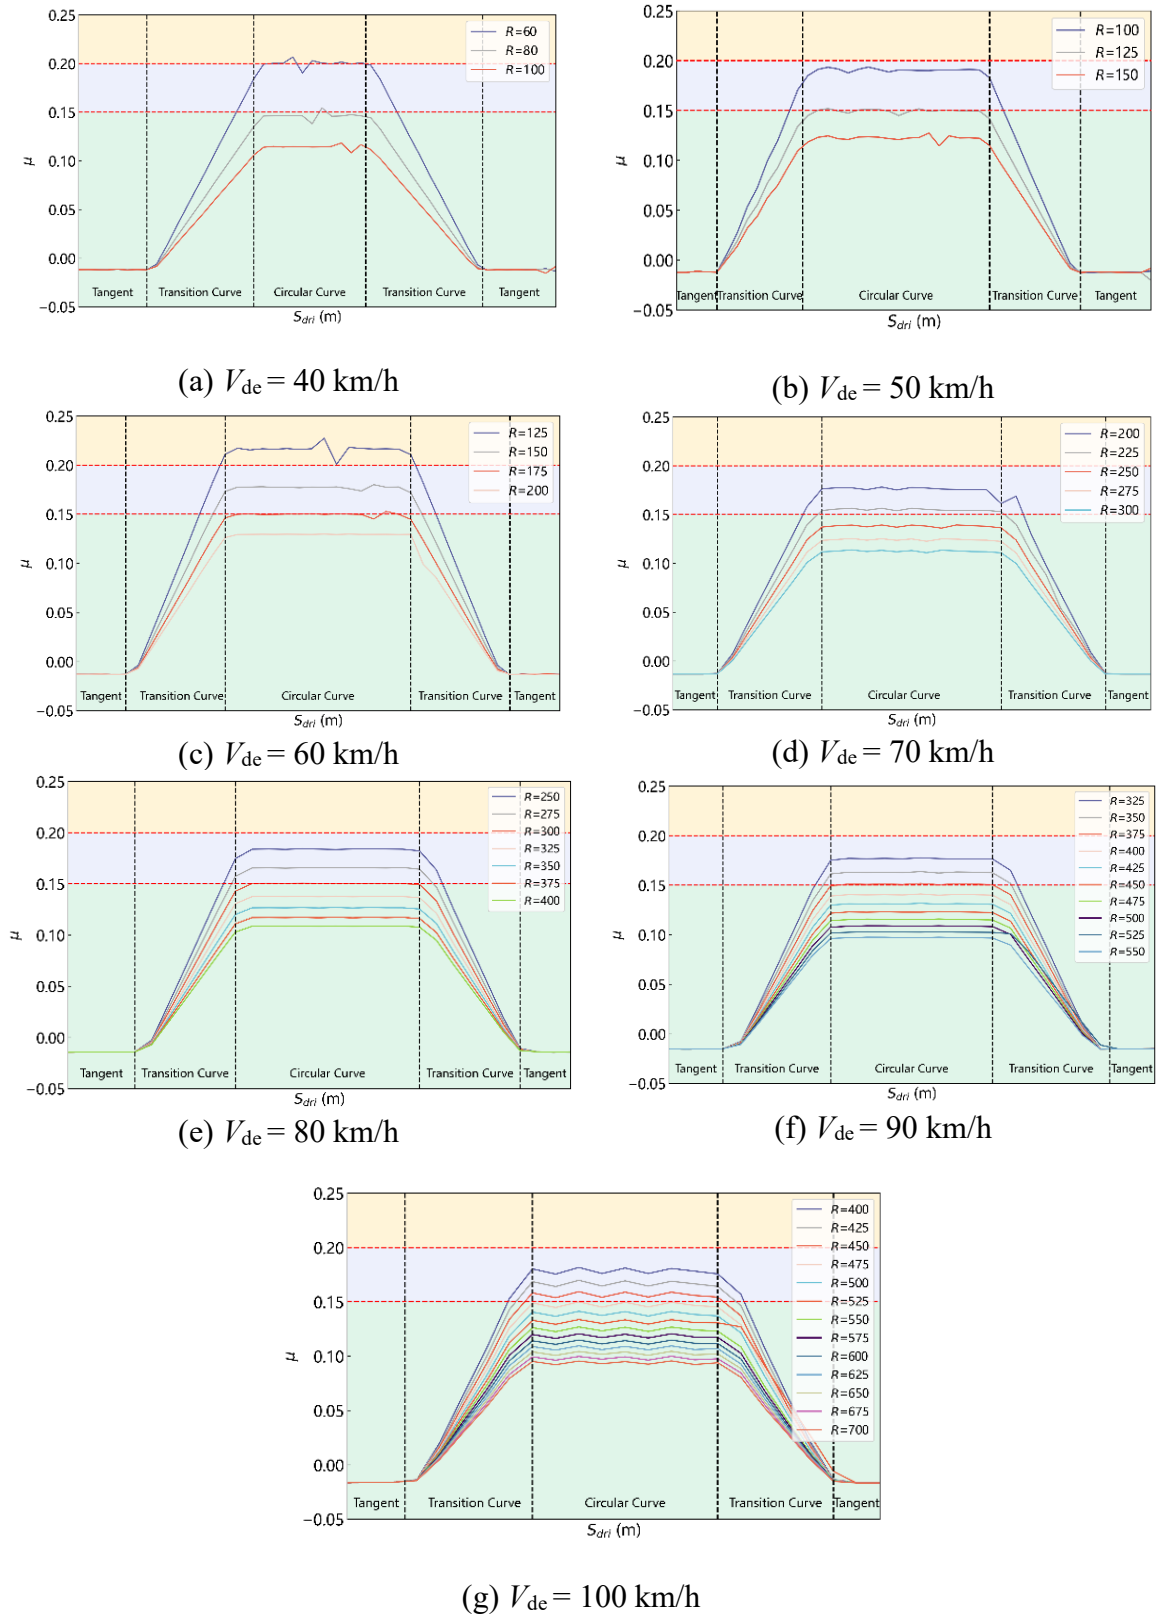 0.25
0.20
0.15
0.10
0.05
0.00
−0.05
μ
R=60
R=80
R=100
Tangent Transition Curve Circular Curve Transition Curve Tangent
S_dri (m)
(a) V_de = 40 km/h
0.25
0.20
0.15
0.10
0.05
0.00
−0.05
μ
R=100
R=125
R=150
Tangent Transition Curve Circular Curve Transition Curve Tangent
S_dri (m)
(b) V_de = 50 km/h
0.25
0.20
0.15
0.10
0.05
0.00
−0.05
μ
R=125
R=150
R=175
R=200
Tangent Transition Curve Circular Curve Transition Curve Tangent
S_dri (m)
(c) V_de = 60 km/h
0.25
0.20
0.15
0.10
0.05
0.00
−0.05
μ
R=200
R=225
R=250
R=275
R=300
Tangent Transition Curve Circular Curve Transition Curve Tangent
S_dri (m)
(d) V_de = 70 km/h
0.25
0.20
0.15
0.10
0.05
0.00
−0.05
μ
R=250
R=275
R=300
R=325
R=350
R=375
R=400
Tangent Transition Curve Circular Curve Transition Curve Tangent
S_dri (m)
(e) V_de = 80 km/h
0.25
0.20
0.15
0.10
0.05
0.00
−0.05
μ
R=325
R=350
R=375
R=400
R=425
R=450
R=475
R=500
R=525
R=550
Tangent Transition Curve Circular Curve Transition Curve Tangent
S_dri (m)
(f) V_de = 90 km/h
0.25
0.20
0.15
0.10
0.05
0.00
−0.05
μ
R=400
R=425
R=450
R=475
R=500
R=525
R=550
R=575
R=600
R=625
R=650
R=675
R=700
Tangent Transition Curve Circular Curve Transition Curve Tangent
S_dri (m)
(g) V_de = 100 km/h